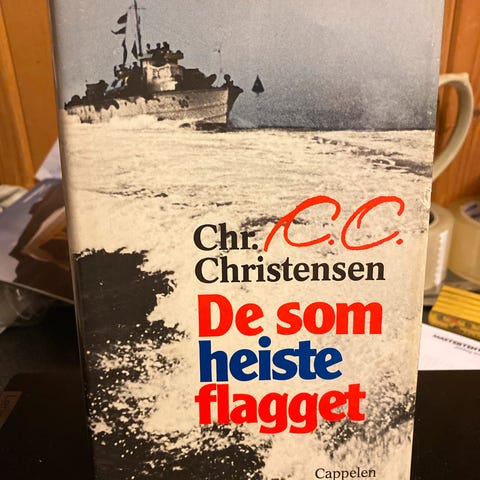 Chr. C.C.
Christensen
De som
heiste
flagget
Cappelen